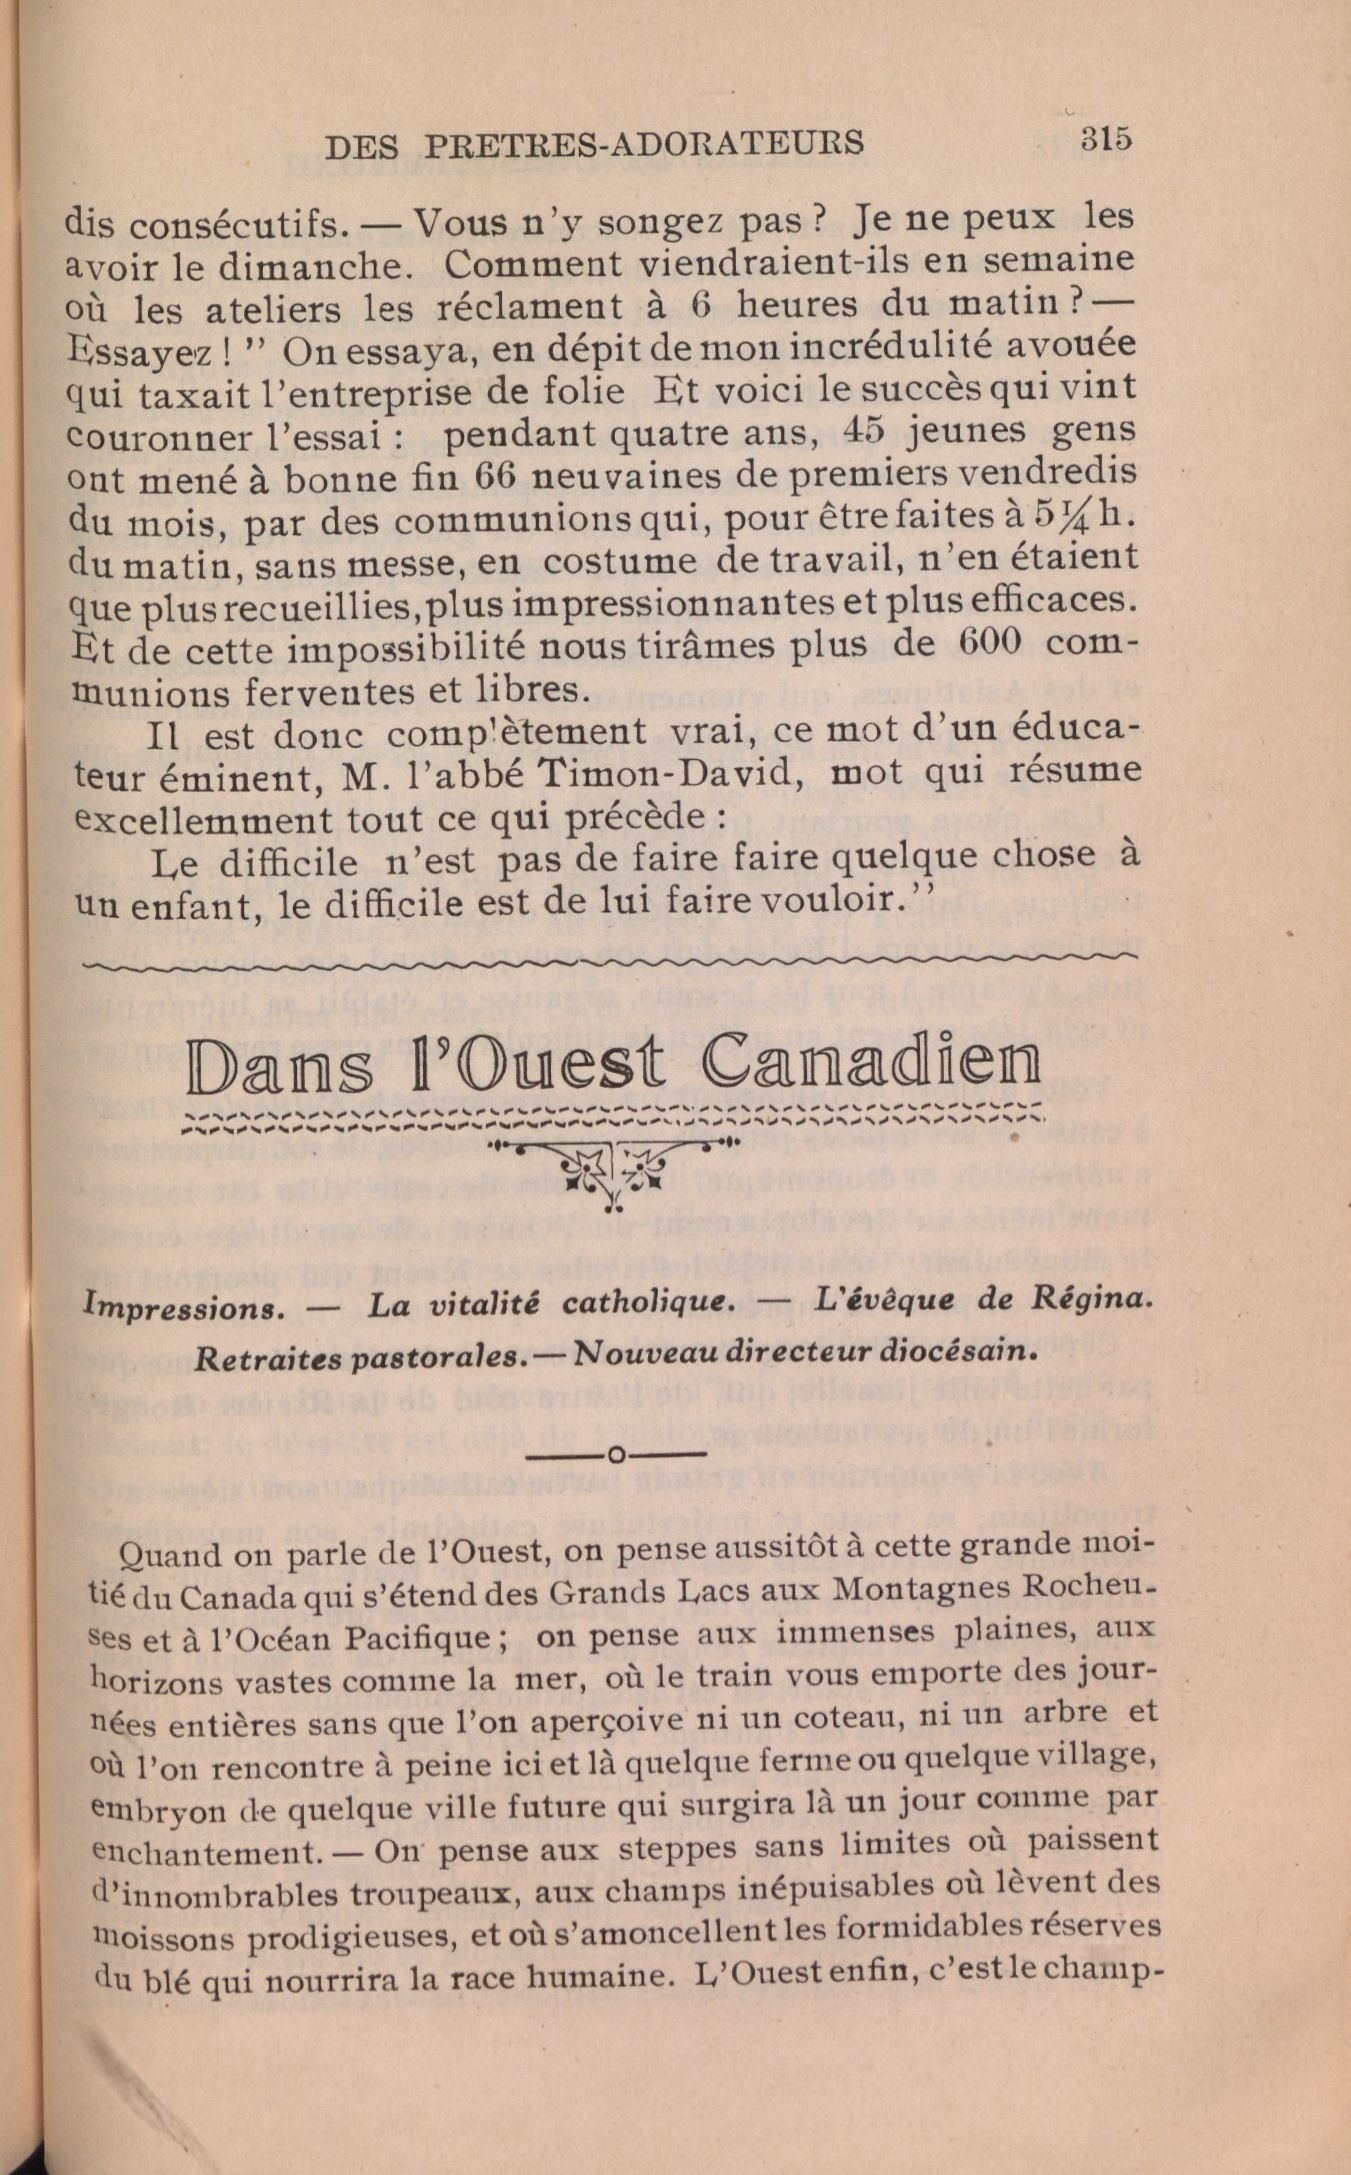 DES PRETRES-ADORATEURS 315
dis consécutifs. — Vous n'y songez pas ? Je ne peux les
avoir le dimanche. Comment viendraient-ils en semaine
où les ateliers les réclament à 6 heures du matin ? —
Essayez ! " On essaya, en dépit de mon incrédulité avouée
qui taxait l'entreprise de folie Et voici le succès qui vint
couronner l'essai : pendant quatre ans, 45 jeunes gens
ont mené à bonne fin 66 neuvaines de premiers vendredis
du mois, par des communions qui, pour être faites à 5¼ h.
du matin, sans messe, en costume de travail, n'en étaient
que plus recueillies, plus impressionnantes et plus efficaces.
Et de cette impossibilité nous tirâmes plus de 600 com-
munions ferventes et libres.
Il est donc complètement vrai, ce mot d'un éduca-
teur éminent, M. l'abbé Timon-David, mot qui résume
excellemment tout ce qui précède :
Le difficile n'est pas de faire faire quelque chose à
un enfant, le difficile est de lui faire vouloir."
Dans l'Ouest Canadien
Impressions. — La vitalité catholique. — L'évêque de Régina.
Retraites pastorales. — Nouveau directeur diocésain.
Quand on parle de l'Ouest, on pense aussitôt à cette grande moi-
tié du Canada qui s'étend des Grands Lacs aux Montagnes Rocheu-
ses et à l'Océan Pacifique ; on pense aux immenses plaines, aux
horizons vastes comme la mer, où le train vous emporte des jour-
nées entières sans que l'on aperçoive ni un coteau, ni un arbre et
où l'on rencontre à peine ici et là quelque ferme ou quelque village,
embryon de quelque ville future qui surgira là un jour comme par
enchantement. — On pense aux steppes sans limites où paissent
d'innombrables troupeaux, aux champs inépuisables où lèvent des
moissons prodigieuses, et où s'amoncellent les formidables réserves
du blé qui nourrira la race humaine. L'Ouest enfin, c'est le champ-